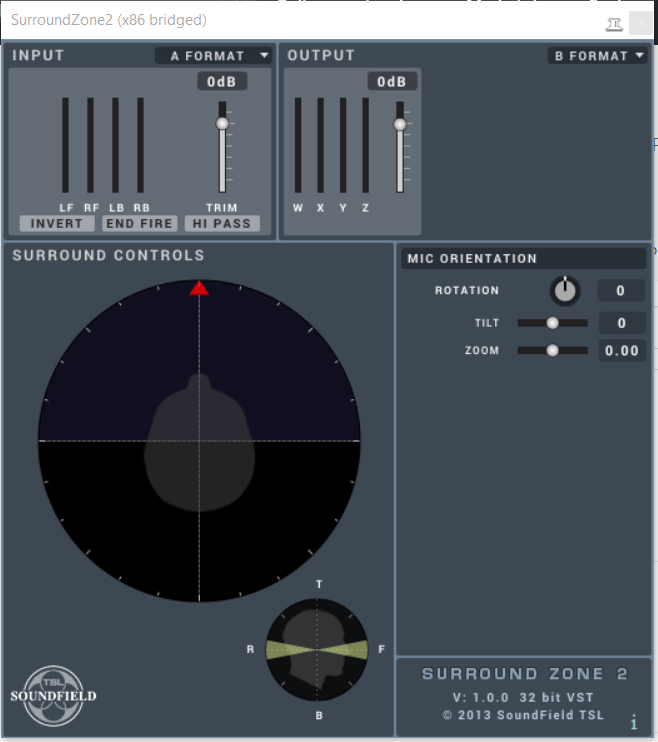 SurroundZone2 (x86 bridged)
INPUT
A FORMAT
0dB
LF RF LB RB
TRIM
INVERT
END FIRE
HI PASS
OUTPUT
B FORMAT
0dB
W X Y Z
SURROUND CONTROLS
MIC ORIENTATION
ROTATION 0
TILT 0
ZOOM 0.00
T
R F
B
TSL
SOUNDFIELD
SURROUND ZONE 2
V: 1.0.0 32 bit VST
© 2013 SoundField TSL
i